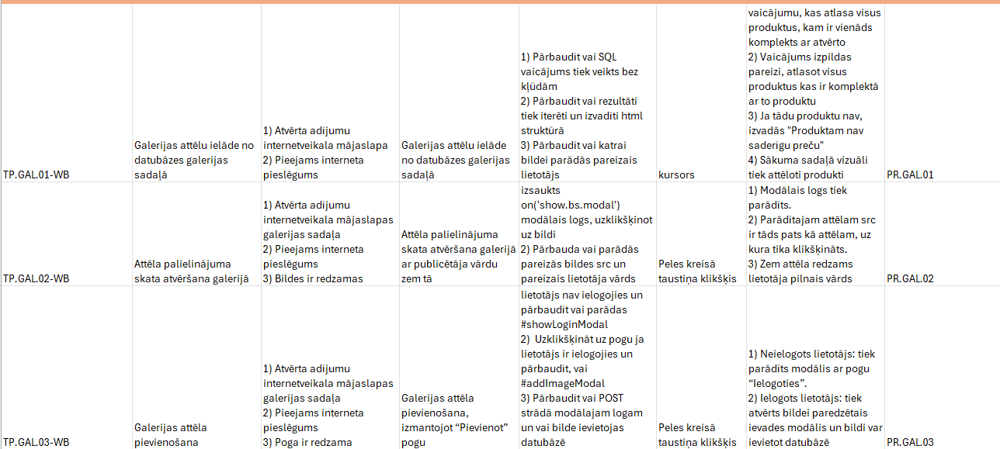 TP.GAL.01-WB
Galerijas attēlu ielāde no
datubāzes galerijas
sadaļā
1) Atvērta adījumu
internetveikala mājaslapa
2) Pieejams interneta
pieslēgums
Galerijas attēlu ielāde
no datubāzes galerijas
sadaļā
1) Pārbaudīt vai SQL
vaicājums tiek veikts bez
kļūdām
2) Pārbaudīt vai rezultāti
tiek iterēti un izvadīti html
struktūrā
3) Pārbaudīt vai katrai
bildei parādās pareizais
lietotājs
kursors
vaicājumu, kas atlasa visus
produktus, kam ir vienāds
komplekts ar atvērto
2) Vaicājums izpildas
pareizi, atlasot visus
produktus kas ir komplektā
ar to produktu
3) Ja tādu produktu nav,
izvadās "Produktam nav
saderīgu preču"
4) Sākuma sadaļā vizuāli
tiek attēloti produkti
PR.GAL.01
TP.GAL.02-WB
Attēla palielinājuma
skata atvēršana galerijā
1) Atvērta adījumu
internetveikala mājaslapas
galerijas sadaļa
2) Pieejams interneta
pieslēgums
3) Bildes ir redzamas
Attēla palielinājuma
skata atvēršana galerijā
ar publicētāja vārdu
zem tā
izsaukts
on('show.bs.modal')
modālais logs, uzklikšķinot
uz bildi
2) Pārbauda vai parādās
pareizās bildes src un
pareizais lietotāja vārds
Peles kreisā
taustiņa klikšķis
1) Modālais logs tiek
parādīts.
2) Parādītajam attēlam src
ir tāds pats kā attēlam, uz
kura tika klikšķināts.
3) Zem attēla redzams
lietotāja pilnais vārds
PR.GAL.02
TP.GAL.03-WB
Galerijas attēla
pievienošana
1) Atvērta adījumu
internetveikala mājaslapas
galerijas sadaļa
2) Pieejams interneta
pieslēgums
3) Poga ir redzama
Galerijas attēla
pievienošana,
izmantojot “Pievienot”
pogu
lietotājs nav ielogojies un
pārbaudīt vai parādas
#showLoginModal
2)  Uzklikšķināt uz pogu ja
lietotājs ir ielogojies un
pārbaudīt, vai
#addImageModal
3) Pārbaudīt vai POST
strādā modālajam logam
un vai bilde ievietojas
datubāzē
Peles kreisā
taustiņa klikšķis
1) Neielogots lietotājs: tiek
parādīts modālis ar pogu
“Ielogoties”.
2) Ielogots lietotājs: tiek
atvērts bildei paredzētais
ievades modālis un bildi var
ievietot datubāzē
PR.GAL.03